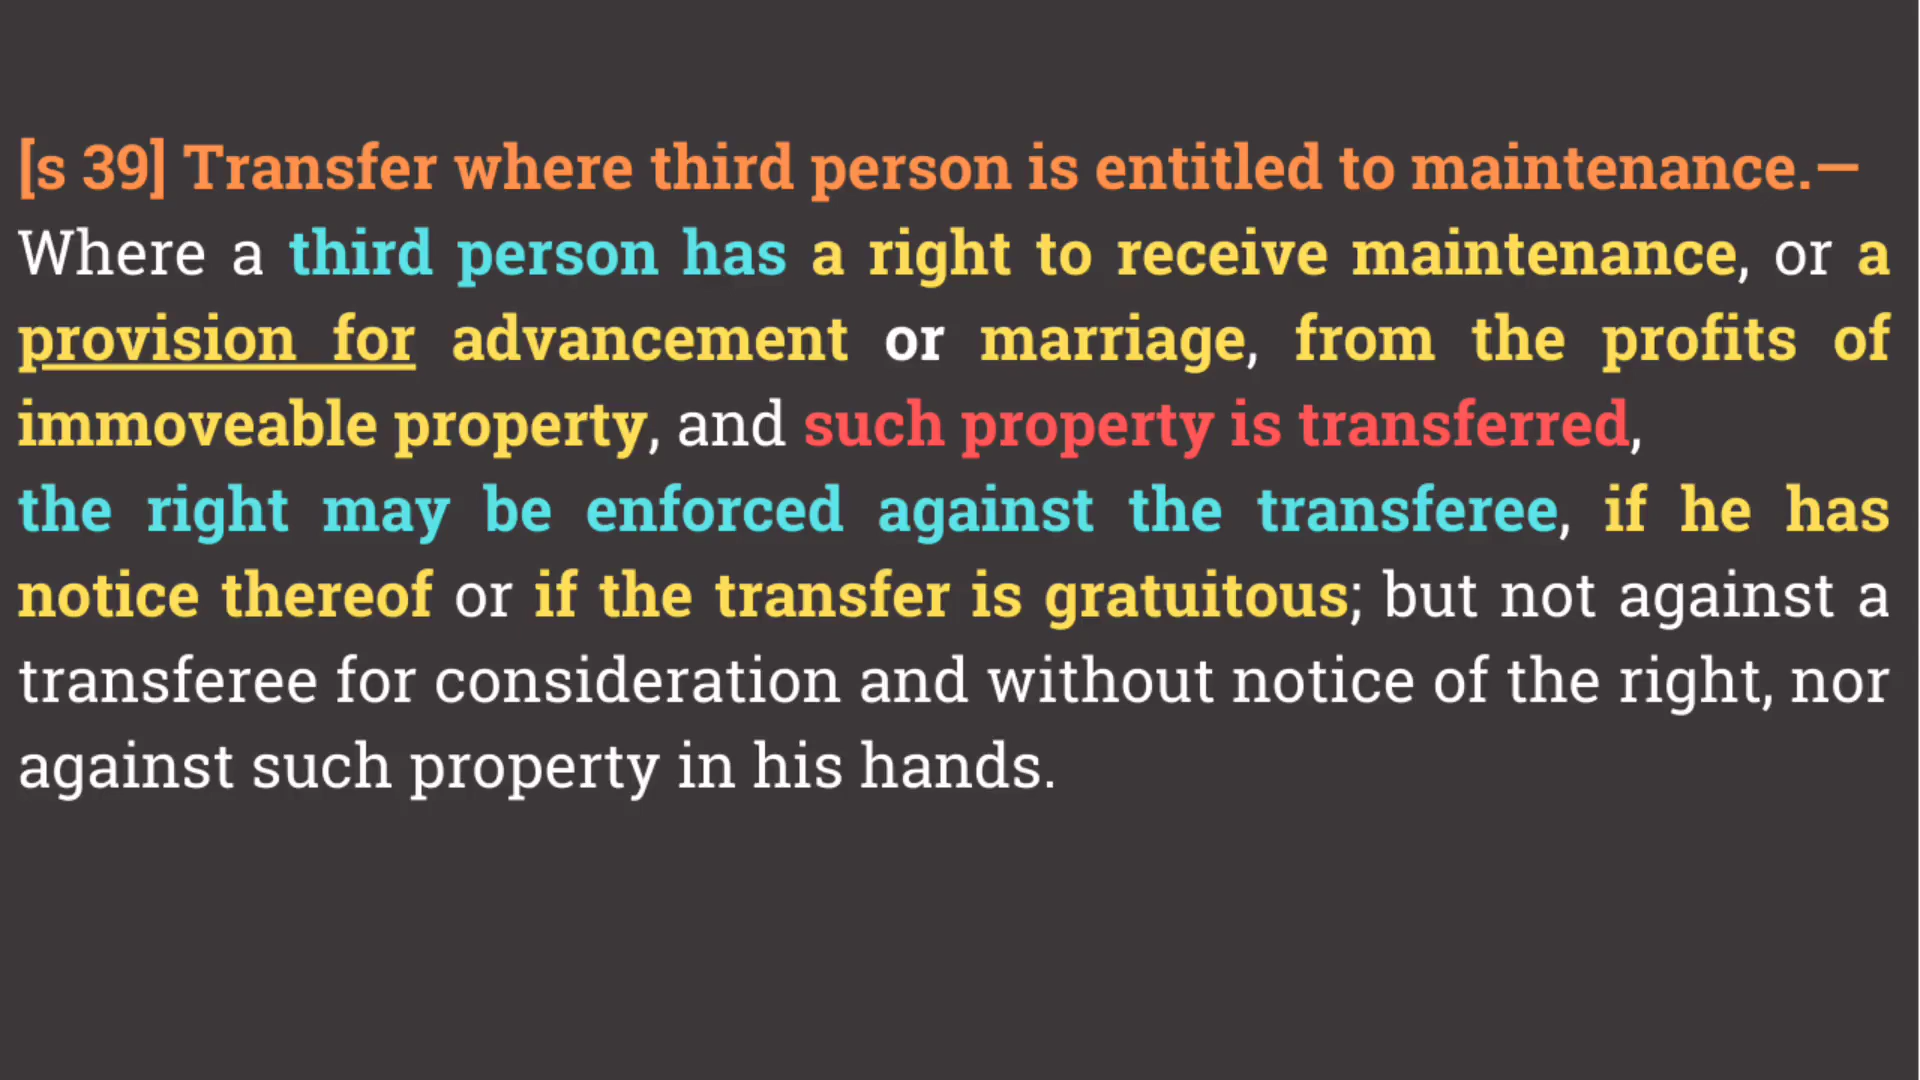 [s 39] Transfer where third person is entitled to maintenance.—
Where a third person has a right to receive maintenance, or a
provision for advancement or marriage, from the profits of
immoveable property, and such property is transferred,
the right may be enforced against the transferee, if he has
notice thereof or if the transfer is gratuitous; but not against a
transferee for consideration and without notice of the right, nor
against such property in his hands.